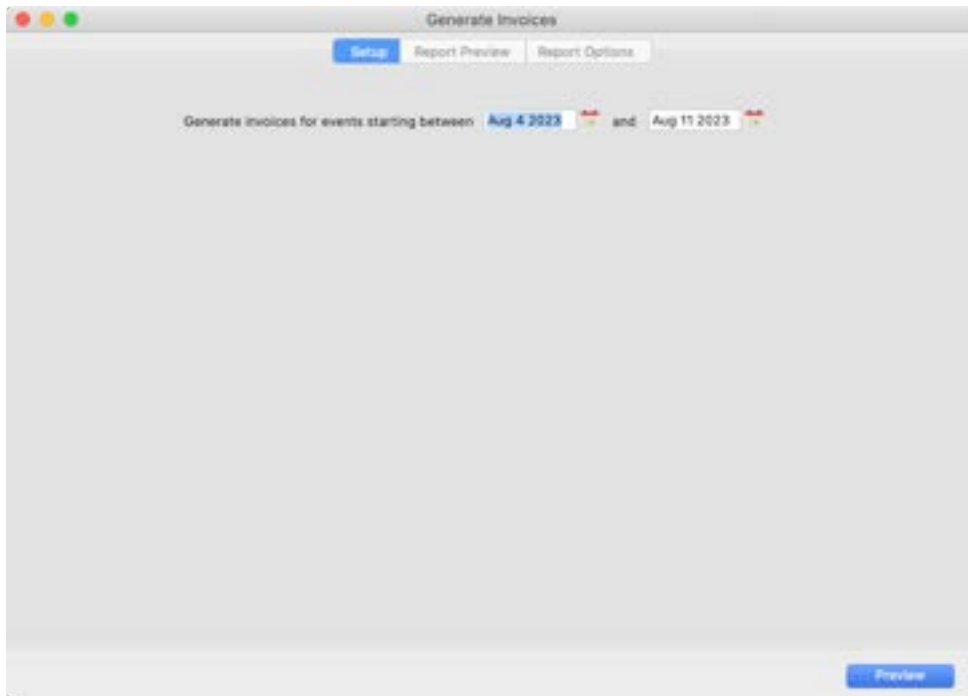 Generate Invoices
Setup Report Preview Report Options
Generate invoices for events starting between Aug 4 2023 and Aug 11 2023
Preview